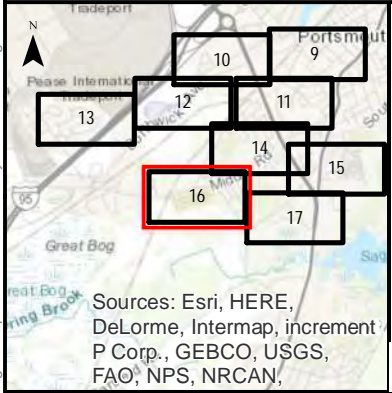 Tradeport
N
Portsmout
9
10
Pease International
Tradeport
12
11
13
14
15
95
16
17
Great Bog
Sag
reat Bog
ring Brook
Sources: Esri, HERE,
DeLorme, Intermap, increment
P Corp., GEBCO, USGS,
FAO, NPS, NRCAN,